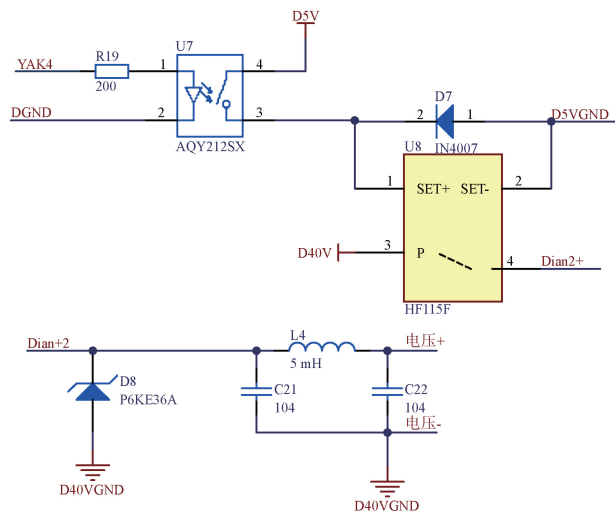 D5V
U7
YAK4
R19
200
1
4
DGND
2
3
AQY212SX
D7
2
1
D5VGND
IN4007
U8
1
SET+
SET-
2
D40V
3
P
4
Dian2+
HF115F
Dian+2
L4
5 mH
电压+
D8
P6KE36A
C21
104
C22
104
电压-
D40VGND
D40VGND